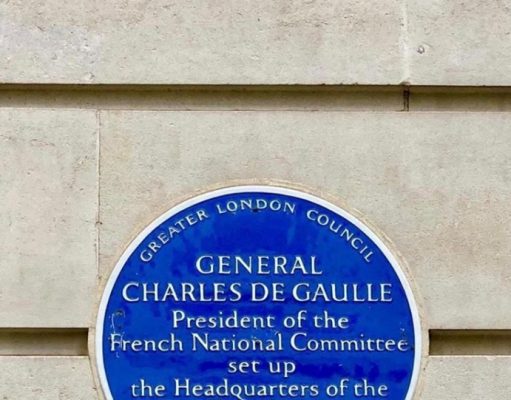 GREATER LONDON COUNCIL
GENERAL
CHARLES DE GAULLE
President of the
French National Committee
set up
the Headquarters of the